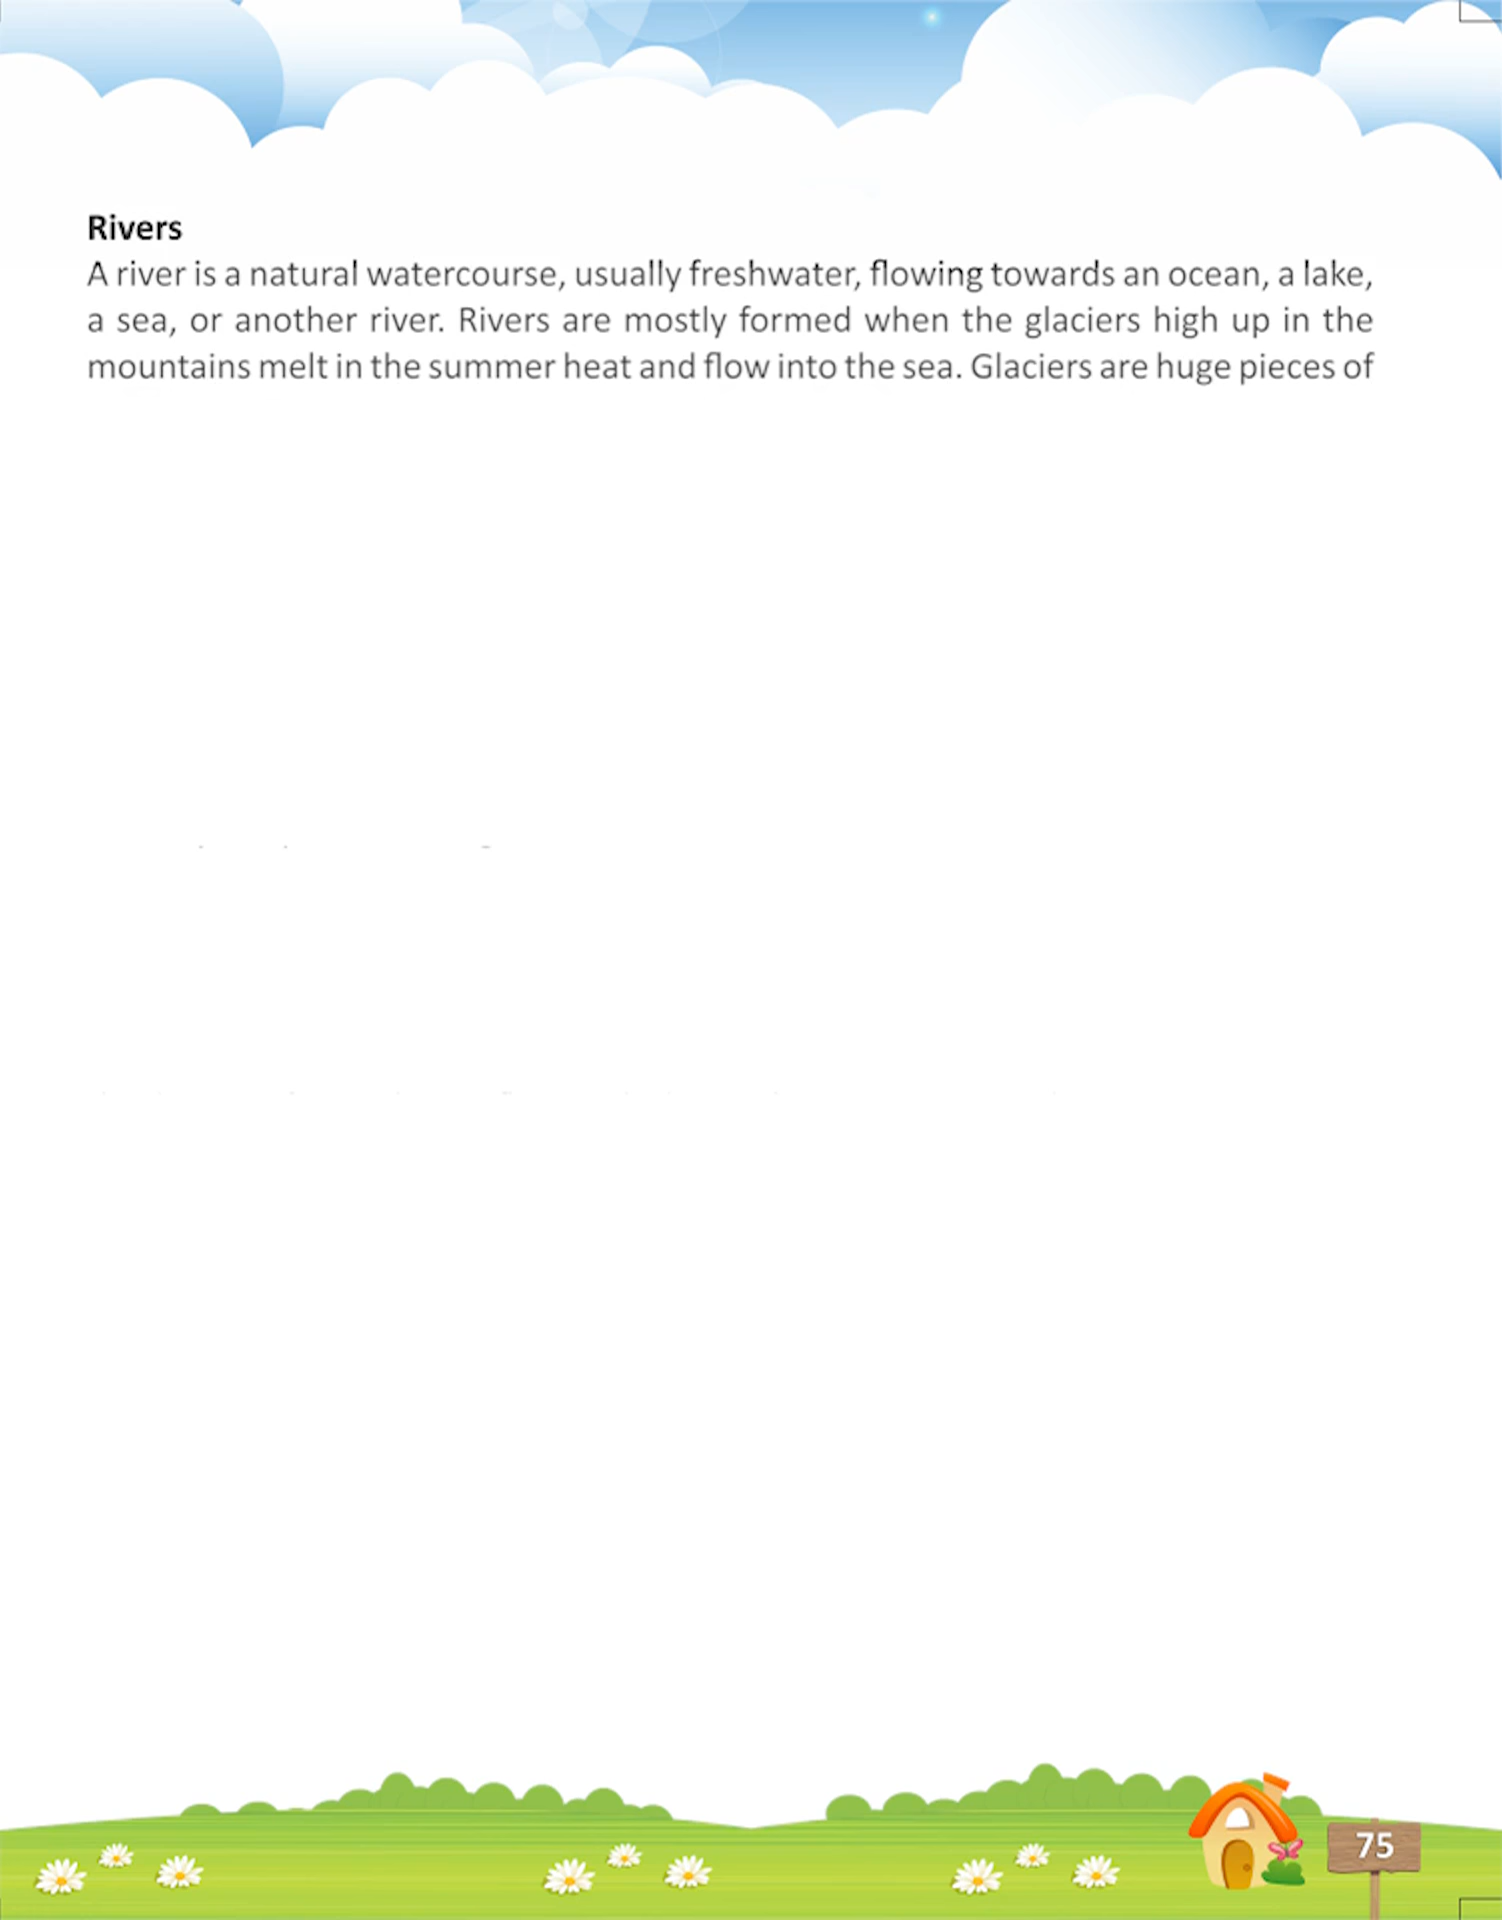 Rivers
A river is a natural watercourse, usually freshwater, flowing towards an ocean, a lake,
a sea, or another river. Rivers are mostly formed when the glaciers high up in the
mountains melt in the summer heat and flow into the sea. Glaciers are huge pieces of
75